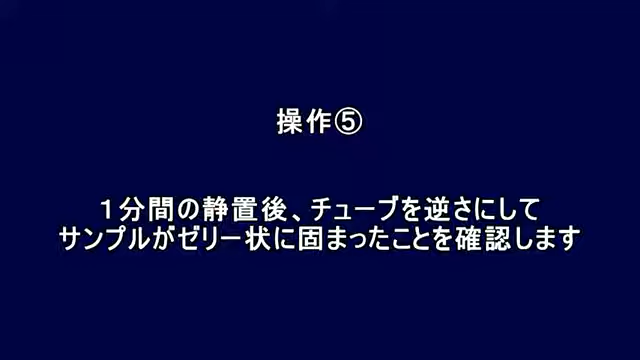 操作⑤
１分間の静置後、チューブを逆さにして
サンプルがゼリー状に固まったことを確認します